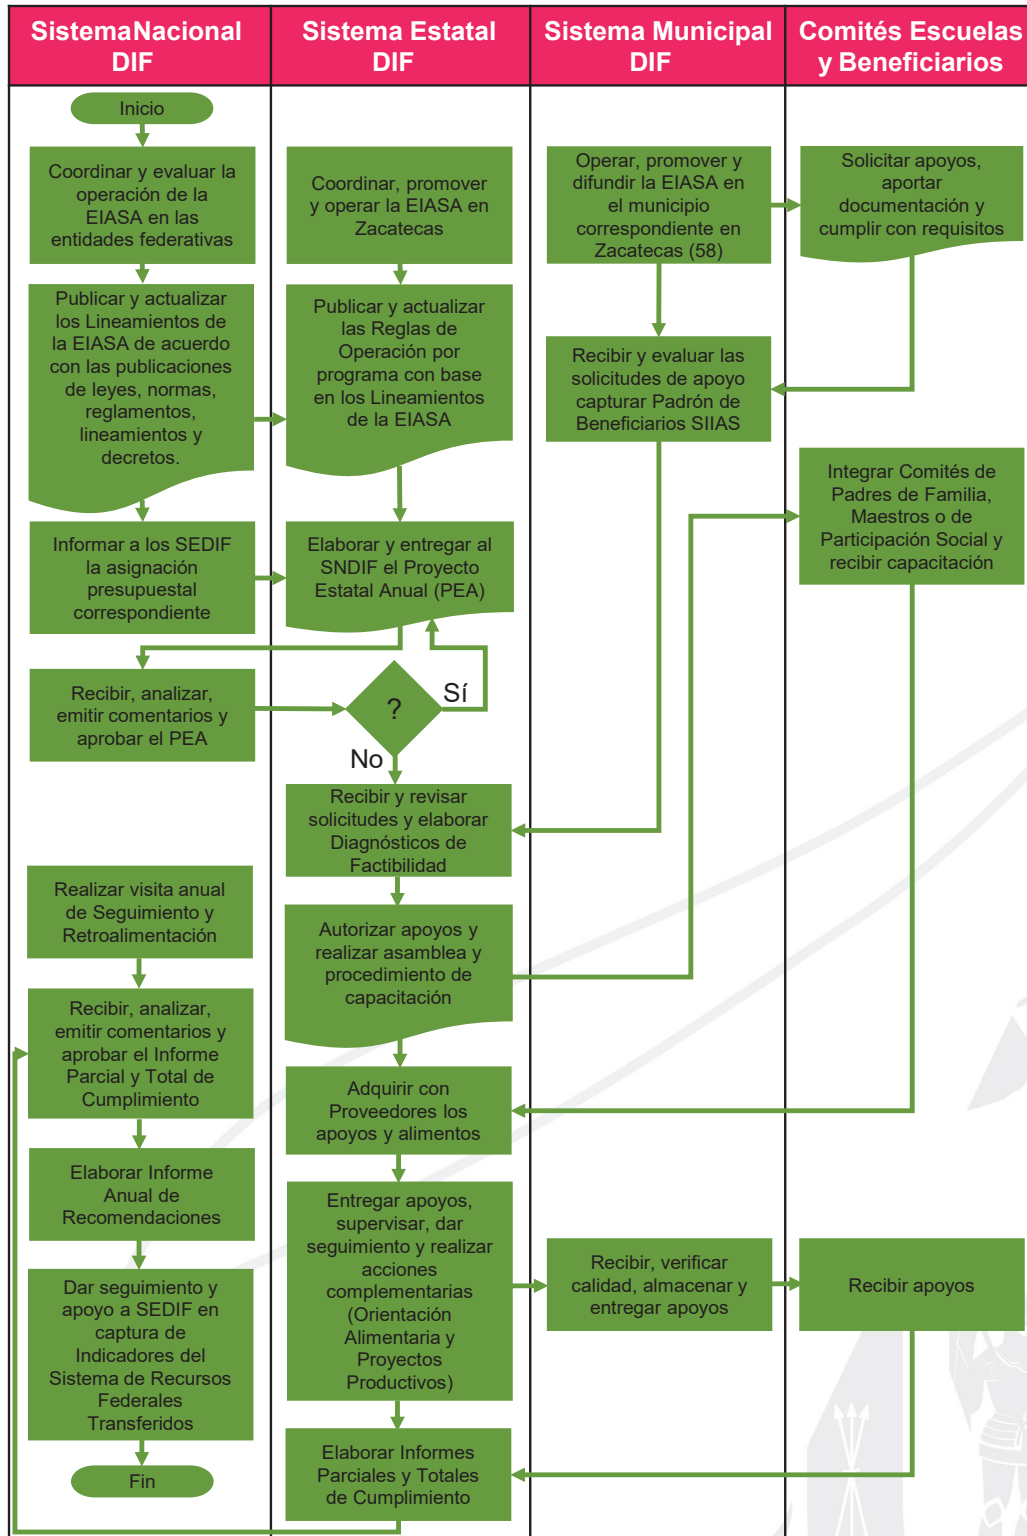 Sistema Nacional
DIF
Sistema Estatal
DIF
Sistema Municipal
DIF
Comités Escuelas
y Beneficiarios
Inicio
Coordinar y evaluar la
operación de la
EIASA en las
entidades federativas
Publicar y actualizar
los Lineamientos de
la EIASA de acuerdo
con las publicaciones
de leyes, normas,
reglamentos,
lineamientos y
decretos.
Informar a los SEDIF
la asignación
presupuestal
correspondiente
Recibir, analizar,
emitir comentarios y
aprobar el PEA
Realizar visita anual
de Seguimiento y
Retroalimentación
Recibir, analizar,
emitir comentarios y
aprobar el Informe
Parcial y Total de
Cumplimiento
Elaborar Informe
Anual de
Recomendaciones
Dar seguimiento y
apoyo a SEDIF en
captura de
Indicadores del
Sistema de Recursos
Federales
Transferidos
Fin
Coordinar, promover
y operar la EIASA en
Zacatecas
Publicar y actualizar
las Reglas de
Operación por
programa con base
en los Lineamientos
de la EIASA
Elaborar y entregar al
SNDIF el Proyecto
Estatal Anual (PEA)
?
Sí
No
Recibir y revisar
solicitudes y elaborar
Diagnósticos de
Factibilidad
Autorizar apoyos y
realizar asamblea y
procedimiento de
capacitación
Adquirir con
Proveedores los
apoyos y alimentos
Entregar apoyos,
supervisar, dar
seguimiento y realizar
acciones
complementarias
(Orientación
Alimentaria y
Proyectos
Productivos)
Elaborar Informes
Parciales y Totales
de Cumplimiento
Operar, promover y
difundir la EIASA en
el municipio
correspondiente en
Zacatecas (58)
Recibir y evaluar las
solicitudes de apoyo
capturar Padrón de
Beneficiarios SIIAS
Recibir, verificar
calidad, almacenar y
entregar apoyos
Solicitar apoyos,
aportar
documentación y
cumplir con requisitos
Integrar Comités de
Padres de Familia,
Maestros o de
Participación Social y
recibir capacitación
Recibir apoyos